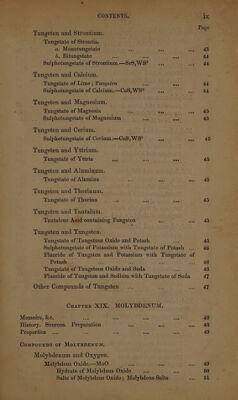 CONTENTS. ix
Page
Tungsten and Strontium.
Tungstate of Strontia.
a. Monotungstate ... ... ... 43
b. Bitungstate ... ... ... 44
Sulphotungstate of Strontium.—SrS,WS³ ... ... 44
Tungsten and Calcium.
Tungstate of Lime; Tungsten ... ... ... 44
Sulphotungstate of Calcium.—CaS,WS³ ... ... 44
Tungsten and Magnesium.
Tungstate of Magnesia ... ... ... 45
Sulphotungstate of Magnesium ... ... 45
Tungsten and Cerium.
Sulphotungstate of Cerium.—CeS,WS³ ... ... 45
Tungsten and Yttrium.
Tungstate of Yttria ... ... ... 45
Tungsten and Aluminum.
Tungstate of Alumina ... ... ... 45
Tungsten and Thorinum.
Tungstate of Thorina ... ... ... 45
Tungsten and Tantalum.
Tantalous Acid containing Tungsten ... ... 45
Tungsten and Tungsten.
Tungstate of Tungstous Oxide and Potash ... 45
Sulphotungstate of Potassium with Tungstate of Potash ... 46
Fluoride of Tungsten and Potassium with Tungstate of
Potash ... ... ... 46
Tungstate of Tungstous Oxide and Soda ... 46
Fluoride of Tungsten and Sodium with Tungstate of Soda 47
Other Compounds of Tungsten ... ... ... 47
CHAPTER XIX. MOLYBDENUM.
Memoirs, &c. ... ... ... 48
History. Sources. Preparation ... ... ... 48
Properties ... ... ... 49
COMPOUNDS OF MOLYBDENUM.
Molybdenum and Oxygen.
Molybdous Oxide.—MoO ... ... ... 49
Hydrate of Molybdous Oxide ... ... 50
Salts of Molybdous Oxide; Molybdous Salts ... 51